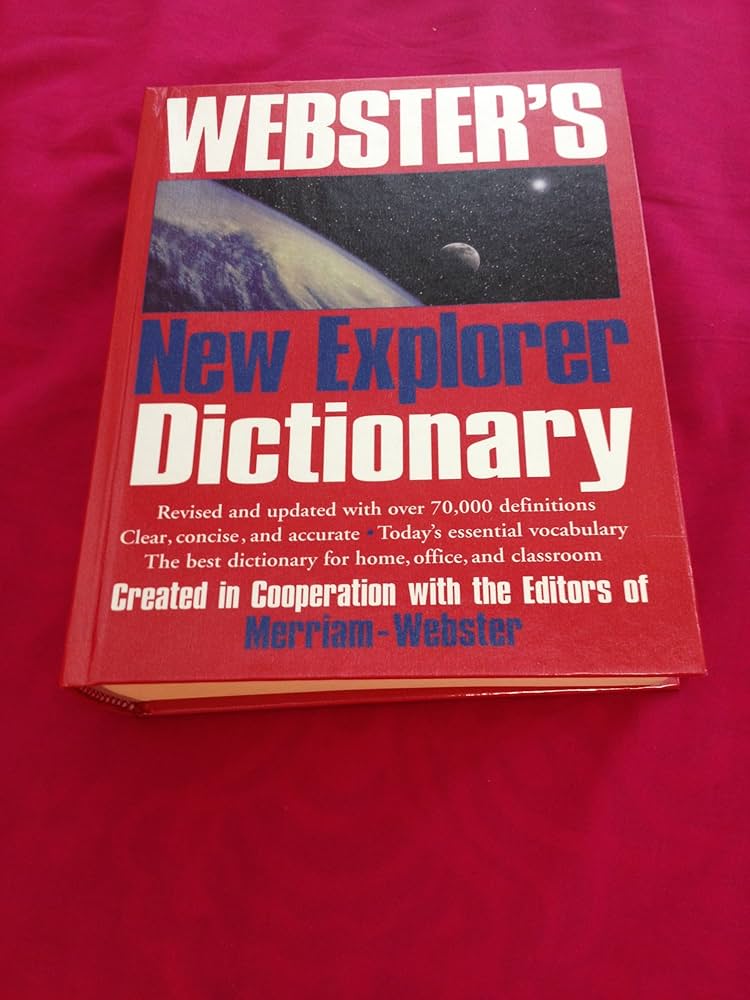 WEBSTER'S
New Explorer
Dictionary
Revised and updated with over 70,000 definitions
Clear, concise, and accurate • Today's essential vocabulary
The best dictionary for home, office, and classroom
Created in Cooperation with the Editors of
Merriam-Webster